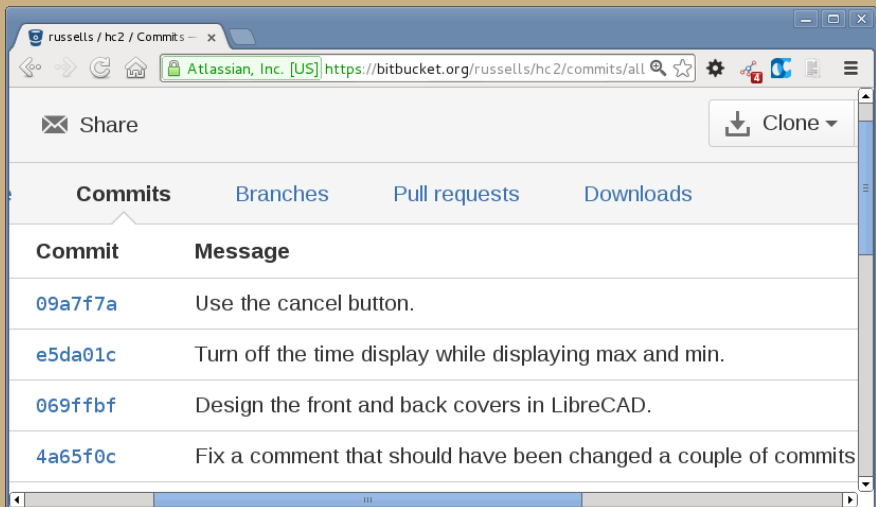 russells / hc2 / Commits –
Atlassian, Inc. [US] https://bitbucket.org/russells/hc2/commits/all
4
Share
Clone
Commits Branches Pull requests Downloads
Commit Message
09a7f7a Use the cancel button.
e5da01c Turn off the time display while displaying max and min.
069ffbf Design the front and back covers in LibreCAD.
4a65f0c Fix a comment that should have been changed a couple of commits